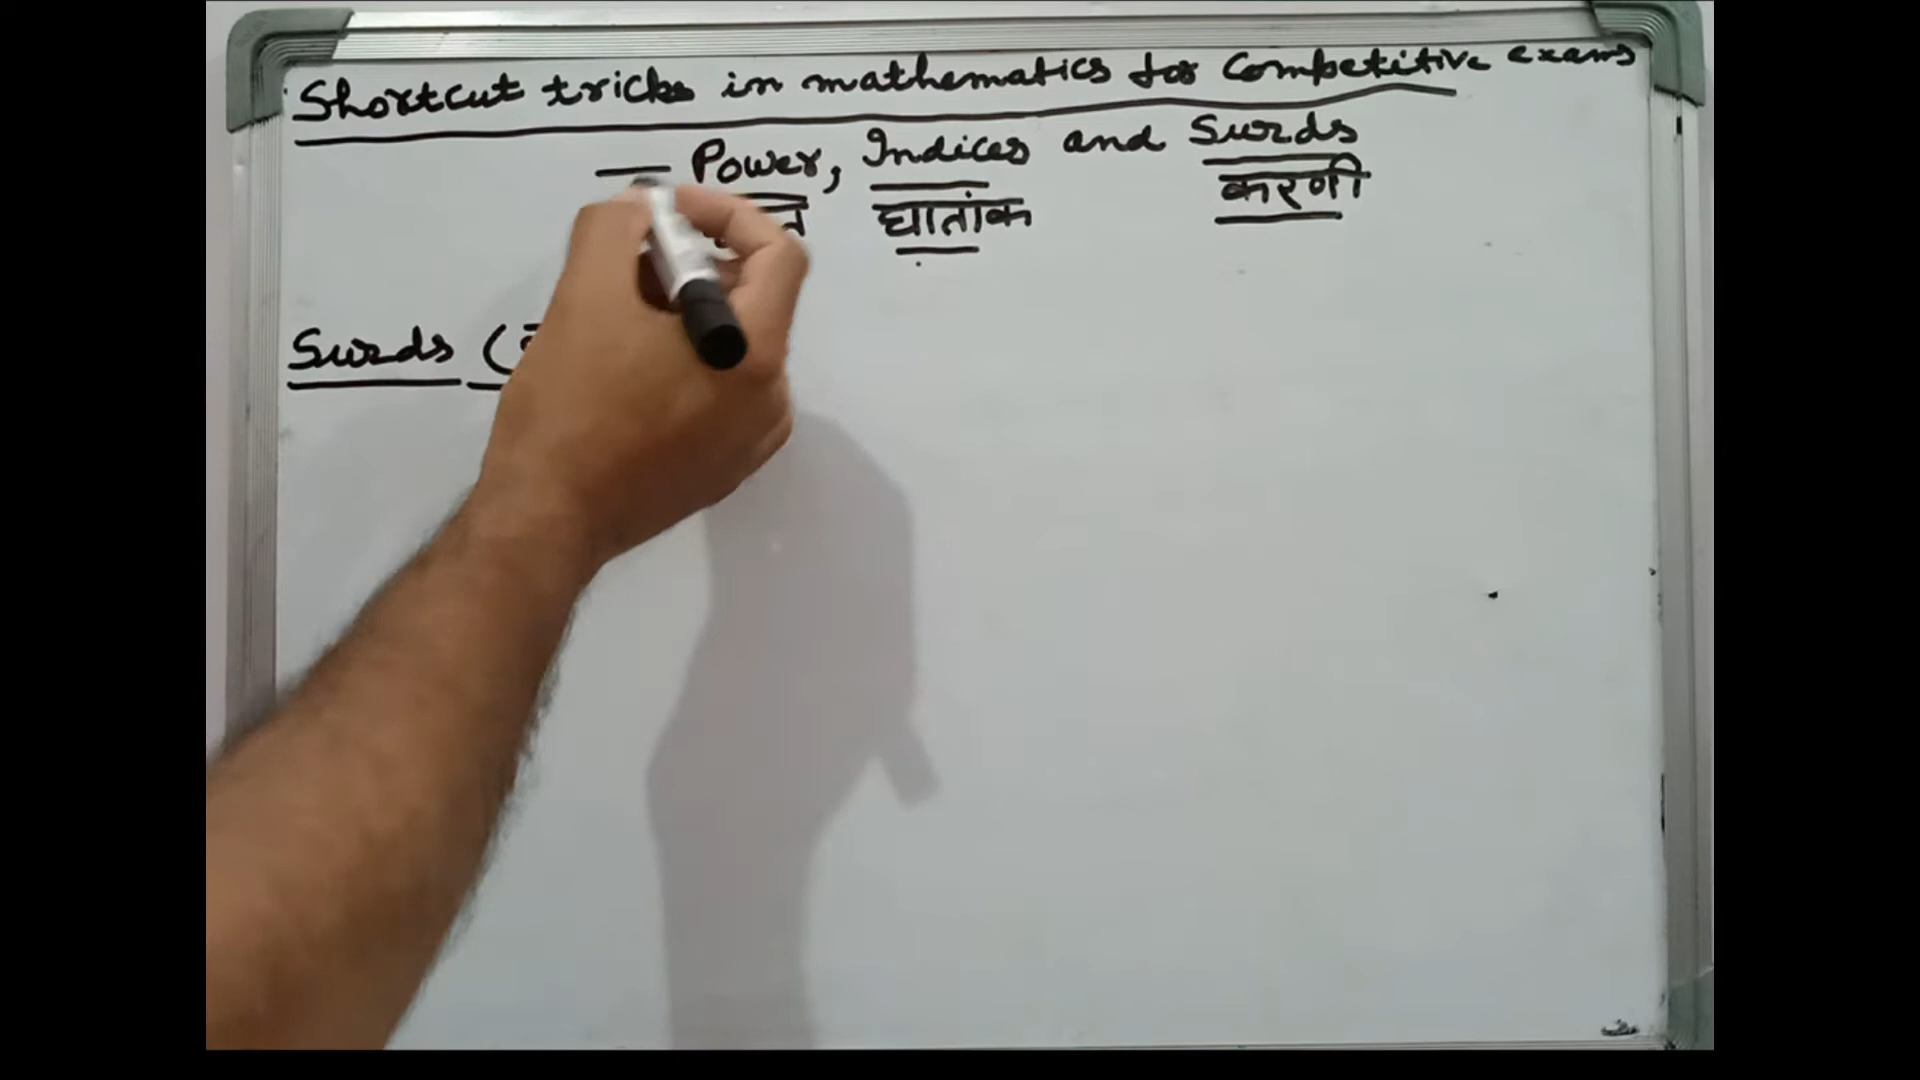 Shortcut tricks in mathematics for Competitive exams
— Power, Indices and Surds
घातांक करणी
Surds (